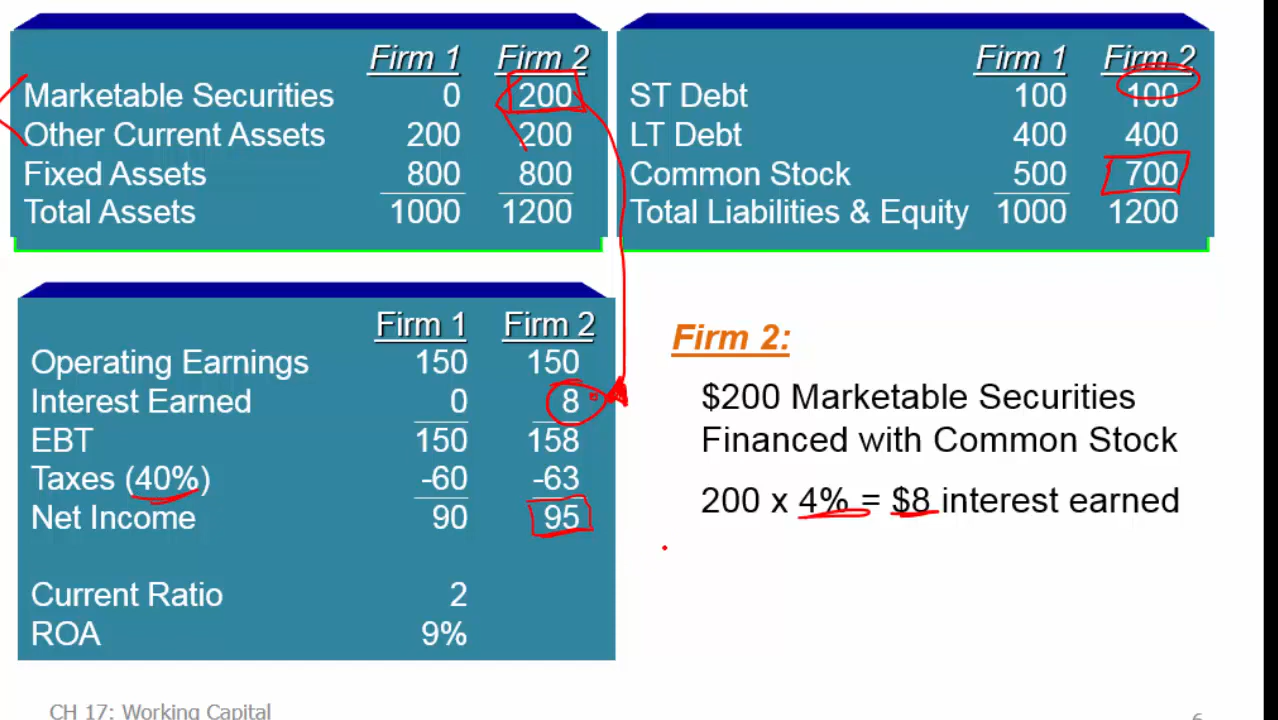 Firm 1 Firm 2
Marketable Securities 0 200
Other Current Assets 200 200
Fixed Assets 800 800
Total Assets 1000 1200
Firm 1 Firm 2
ST Debt 100 100
LT Debt 400 400
Common Stock 500 700
Total Liabilities & Equity 1000 1200
Firm 1 Firm 2
Operating Earnings 150 150
Interest Earned 0 8
EBT 150 158
Taxes (40%) -60 -63
Net Income 90 95
Current Ratio 2
ROA 9%
Firm 2:
$200 Marketable Securities
Financed with Common Stock
200 x 4% = $8 interest earned
CH 17: Working Capital
6